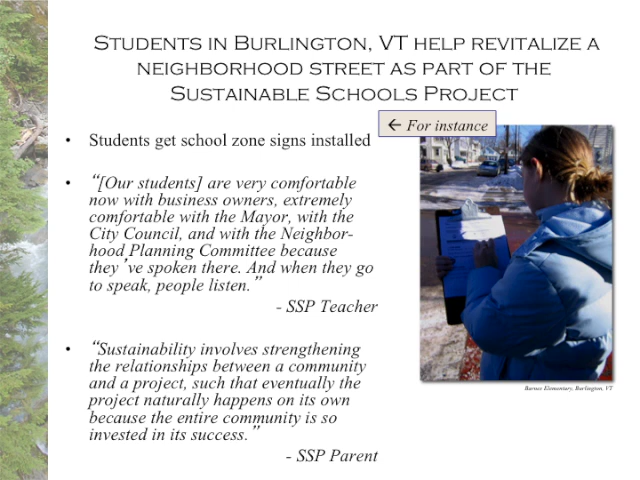 Students in Burlington, VT help revitalize a
neighborhood street as part of the
Sustainable Schools Project
← For instance
• Students get school zone signs installed
• "[Our students] are very comfortable
now with business owners, extremely
comfortable with the Mayor, with the
City Council, and with the Neighbor-
hood Planning Committee because
they've spoken there. And when they go
to speak, people listen."
- SSP Teacher
• "Sustainability involves strengthening
the relationships between a community
and a project, such that eventually the
project naturally happens on its own
because the entire community is so
invested in its success."
- SSP Parent
Barnes Elementary, Burlington, VT